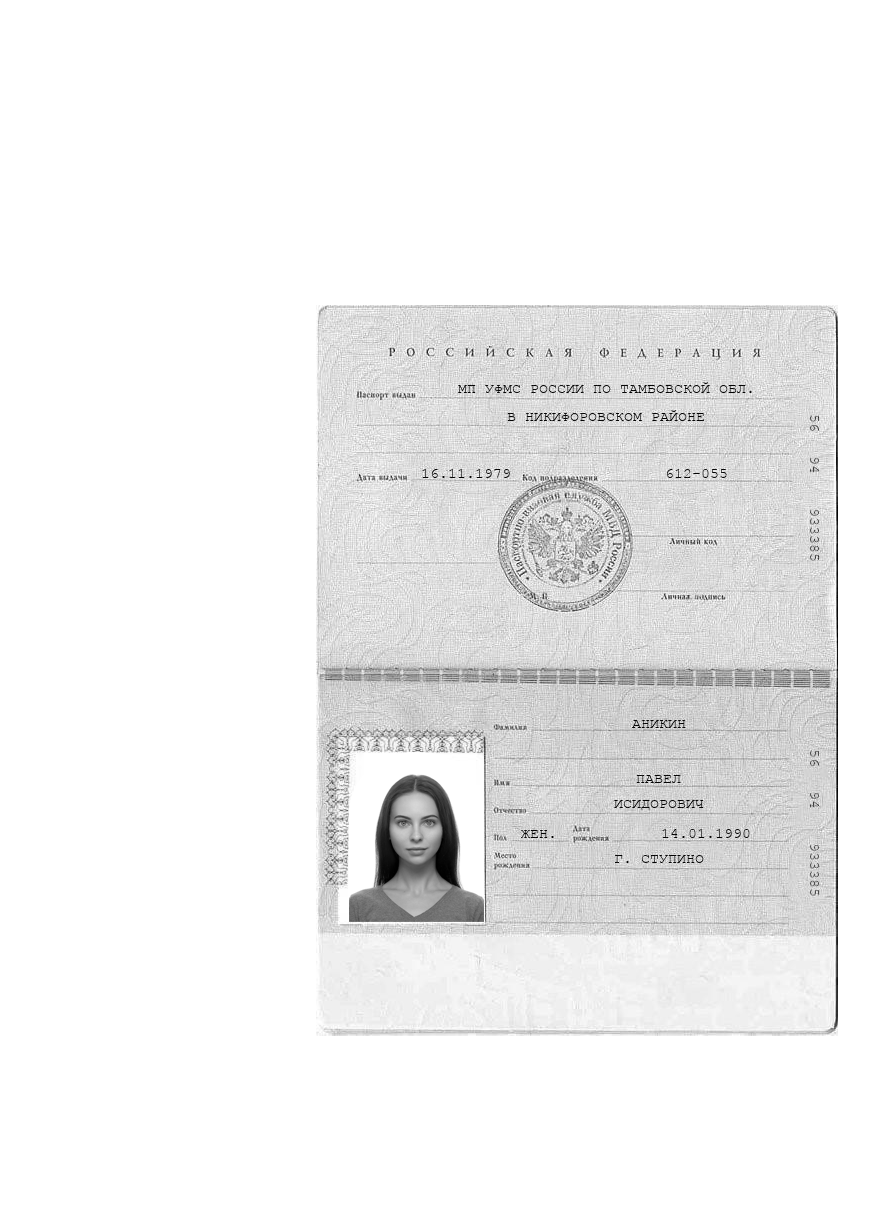 РОССИЙСКАЯ ФЕДЕРАЦИЯ
Паспорт выдан МП УФМС РОССИИ ПО ТАМБОВСКОЙ ОБЛ.
В НИКИФОРОВСКОМ РАЙОНЕ
Дата выдачи 16.11.1979 Код подразделения 612-055
56 94 93385
Паспортно-визовая служба МВД России
Личный код
М. П. Личная подпись
Фамилия АНИКИН
Имя ПАВЕЛ
Отчество ИСИДОРОВИЧ
Пол ЖЕН. Дата рождения 14.01.1990
Место рождения Г. СТУПИНО
56 94 93385